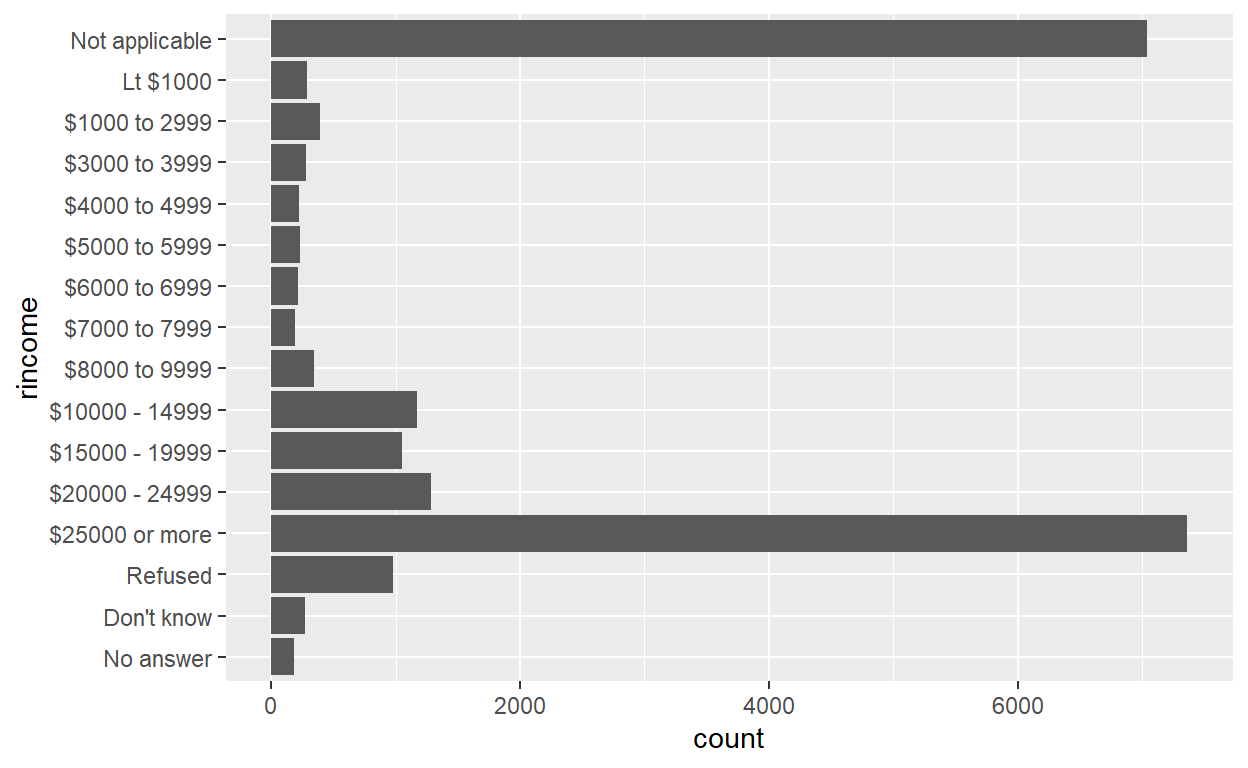 Not applicable
Lt $1000
$1000 to 2999
$3000 to 3999
$4000 to 4999
$5000 to 5999
$6000 to 6999
$7000 to 7999
$8000 to 9999
$10000 - 14999
$15000 - 19999
$20000 - 24999
$25000 or more
Refused
Don't know
No answer
rincome
0 2000 4000 6000
count